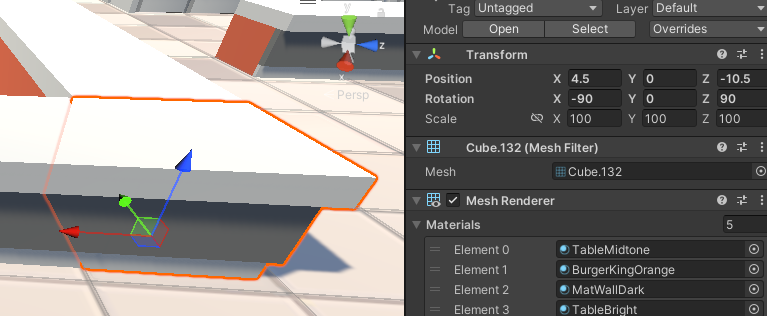 y
z
x
Persp
Tag Untagged Layer Default
Model Open Select Overrides
Transform
Position X 4.5 Y 0 Z -10.5
Rotation X -90 Y 0 Z 90
Scale X 100 Y 100 Z 100
Cube.132 (Mesh Filter)
Mesh Cube.132
Mesh Renderer
Materials 5
Element 0 TableMidtone
Element 1 BurgerKingOrange
Element 2 MatWallDark
Element 3 TableBright